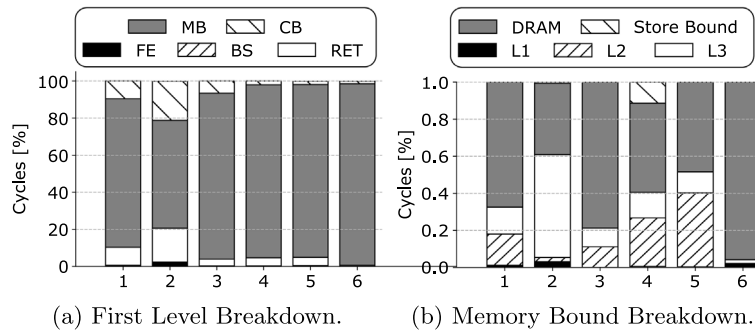 MB CB
FE BS RET
DRAM Store Bound
L1 L2 L3
Cycles [%]
100
80
60
40
20
0
1 2 3 4 5 6
Cycles [%]
1.0
0.8
0.6
0.4
0.2
0.0
1 2 3 4 5 6
(a) First Level Breakdown.
(b) Memory Bound Breakdown.